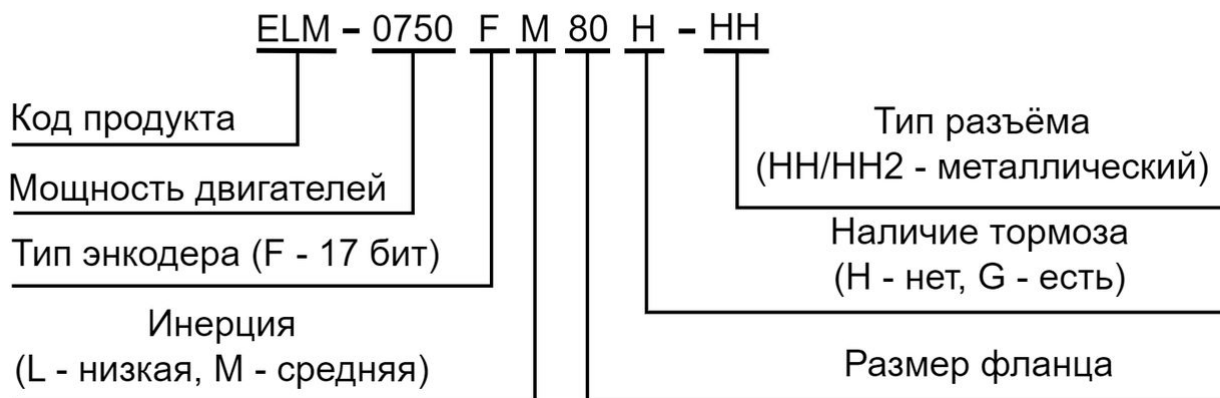 ELM - 0750 F M 80 H - HH
Код продукта
Тип разъёма
(HH/HH2 - металлический)
Мощность двигателей
Наличие тормоза
(H - нет, G - есть)
Тип энкодера (F - 17 бит)
Инерция
(L - низкая, M - средняя)
Размер фланца